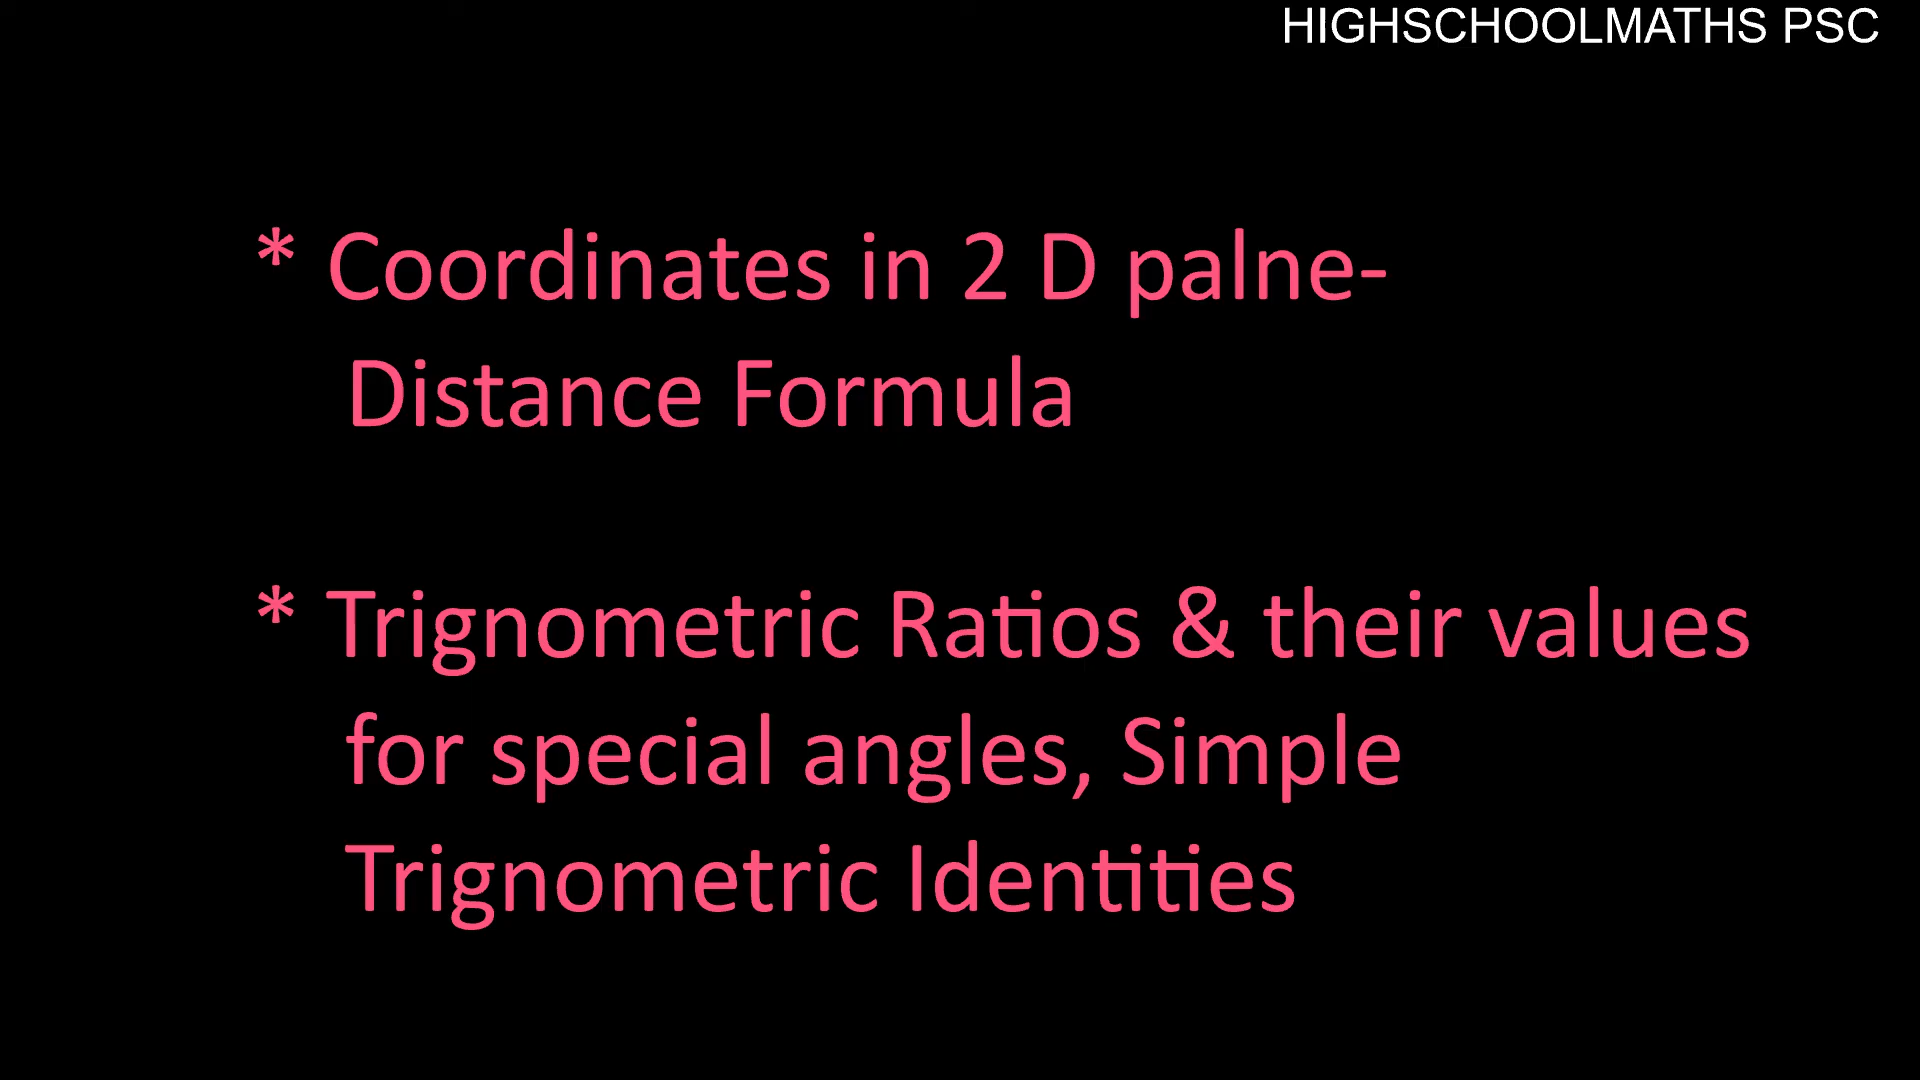 HIGHSCHOOLMATHS PSC
* Coordinates in 2 D palne-
Distance Formula
* Trignometric Ratios & their values
for special angles, Simple
Trignometric Identities